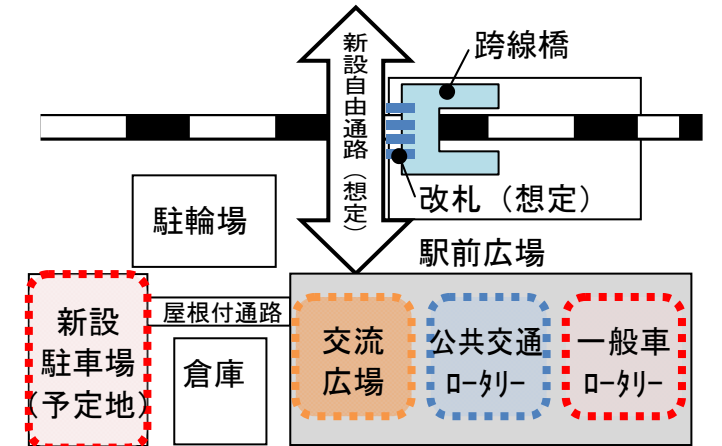 新設自由通路（想定）
跨線橋
改札（想定）
駐輪場
駅前広場
新設
駐車場
(予定地)
屋根付通路
倉庫
交流
広場
公共交通
ﾛｰﾀﾘｰ
一般車
ﾛｰﾀﾘｰ